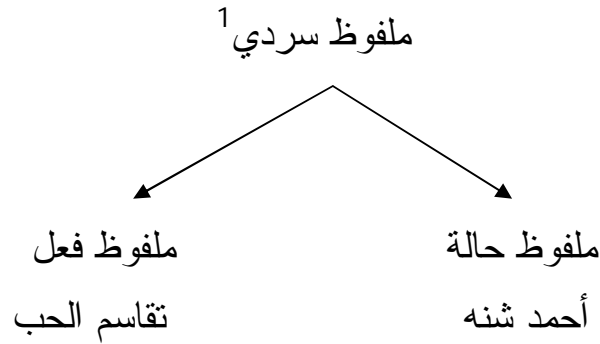 ملفوظ سردي1
ملفوظ حالة
ملفوظ فعل
أحمد شنه
تقاسم الحب